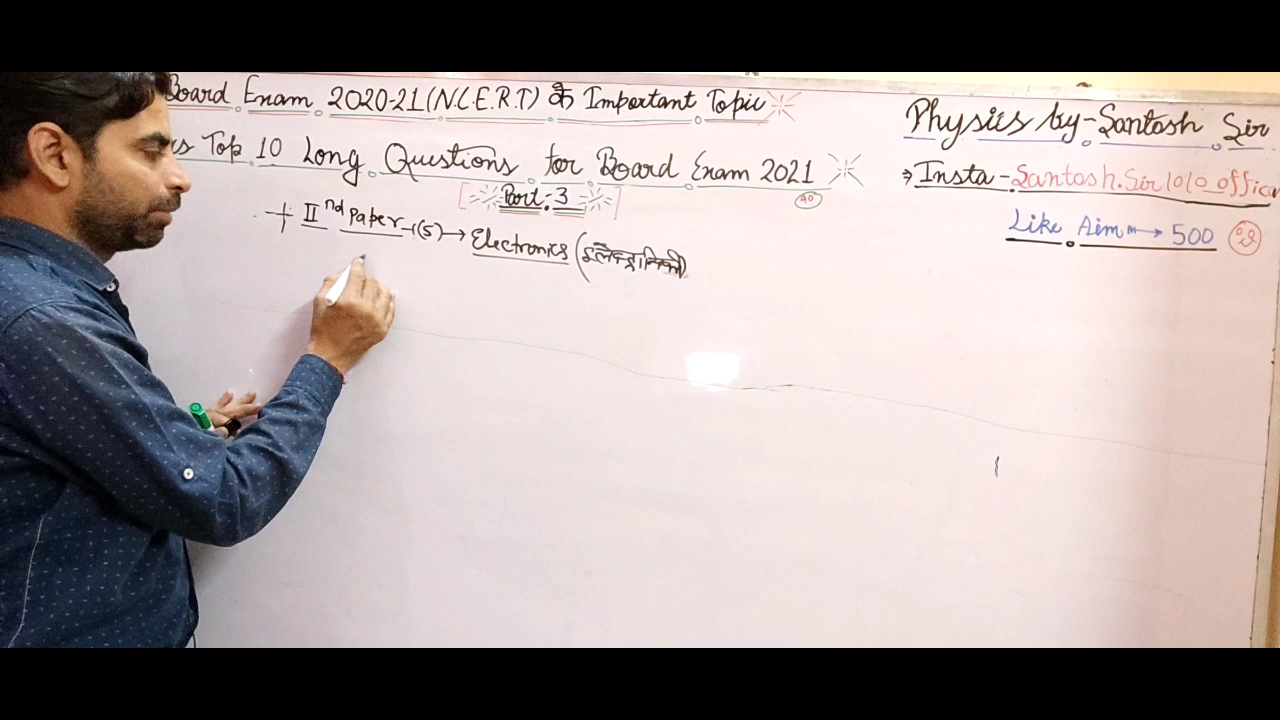 Board Exam 2020-21 (N.C.E.R.T) के Important Topic
Top 10 Long Questions for Board Exam 2021
Part:3
II nd Paper (5) → Electronics (इलेक्ट्रानिकी)
Physics by-Santosh Sir
Insta - Santosh.Sir1010_offic
Like Aim → 500